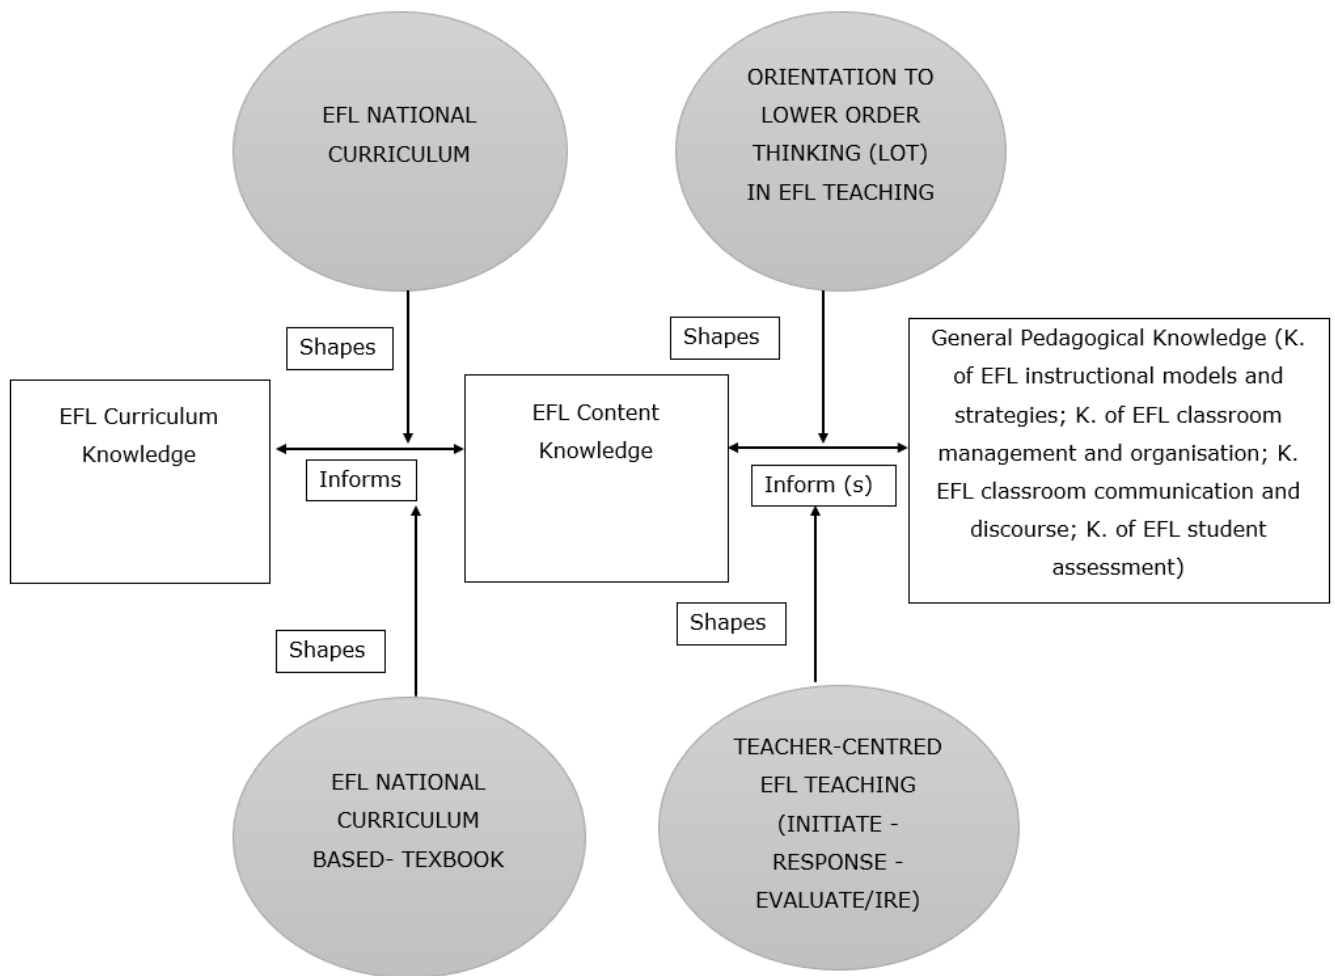 EFL NATIONAL
CURRICULUM
ORIENTATION TO
LOWER ORDER
THINKING (LOT)
IN EFL TEACHING
Shapes
Shapes
EFL Curriculum
Knowledge
Informs
EFL Content
Knowledge
Inform (s)
General Pedagogical Knowledge (K.
of EFL instructional models and
strategies; K. of EFL classroom
management and organisation; K.
EFL classroom communication and
discourse; K. of EFL student
assessment)
Shapes
Shapes
EFL NATIONAL
CURRICULUM
BASED- TEXBOOK
TEACHER-CENTRED
EFL TEACHING
(INITIATE -
RESPONSE -
EVALUATE/IRE)